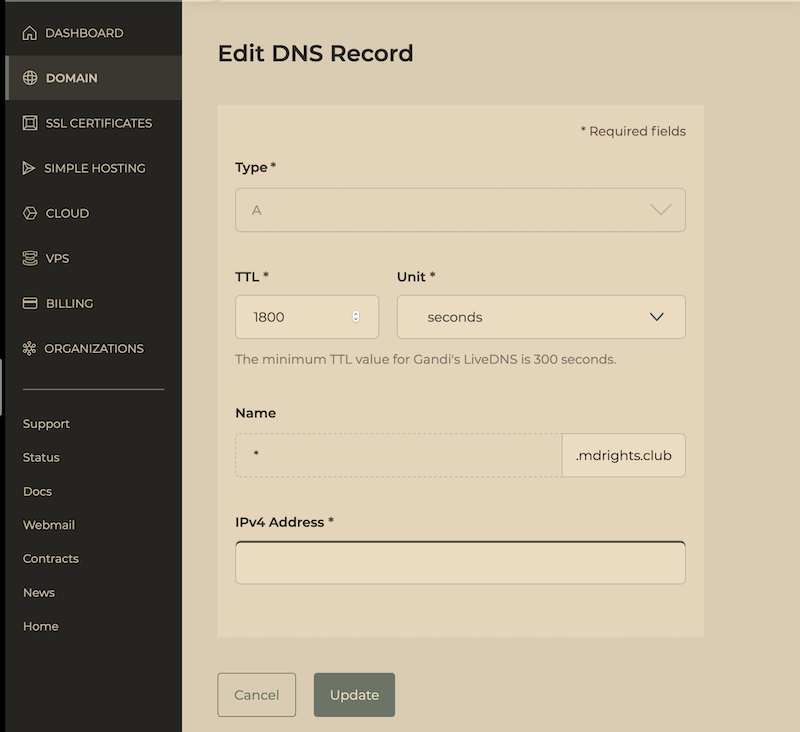 DASHBOARD
DOMAIN
SSL CERTIFICATES
SIMPLE HOSTING
CLOUD
VPS
BILLING
ORGANIZATIONS
Support
Status
Docs
Webmail
Contracts
News
Home
Edit DNS Record
* Required fields
Type *
A
TTL * Unit *
1800 seconds
The minimum TTL value for Gandi's LiveDNS is 300 seconds.
Name
* .mdrights.club
IPv4 Address *
Cancel Update